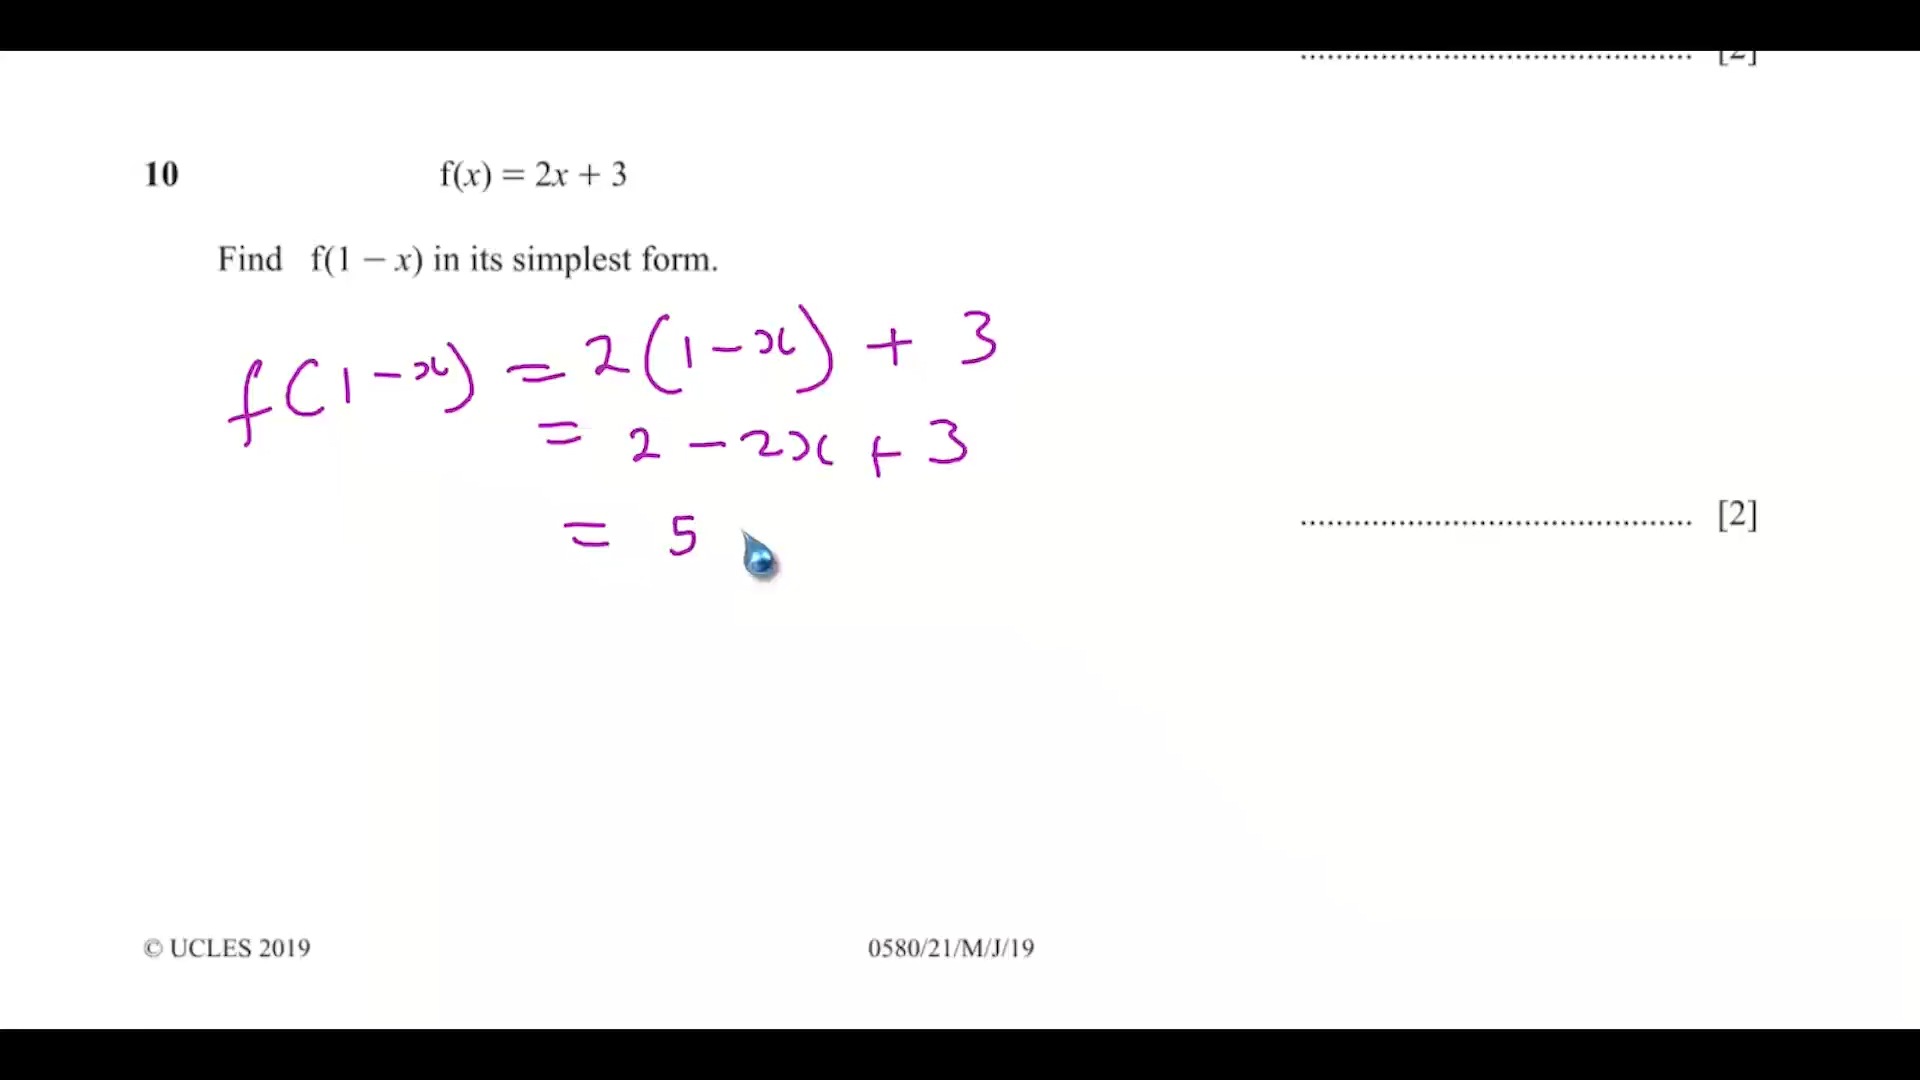 [2]
10 f(x) = 2x + 3
Find f(1 − x) in its simplest form.
f(1-x) = 2(1-x) + 3
= 2 - 2x + 3
= 5
.......................................... [2]
© UCLES 2019 0580/21/M/J/19